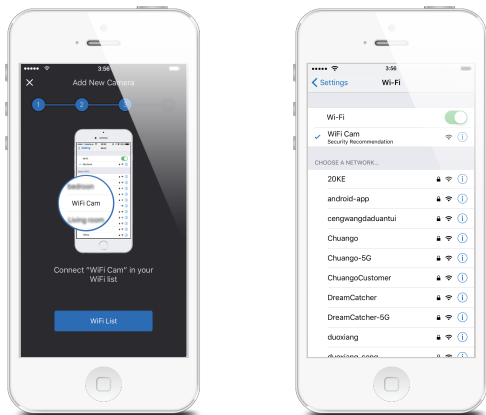 3:56
Add New Camera
1
2
3
bedroon
WiFi Cam
Living room
Connect "WiFi Cam" in your
WiFi list
WiFi List
3:56
Settings
Wi-Fi
Wi-Fi
WiFi Cam
Security Recommendation
CHOOSE A NETWORK...
20KE
android-app
cengwangdaduantui
Chuango
Chuango-5G
ChuangoCustomer
DreamCatcher
DreamCatcher-5G
duoxiang